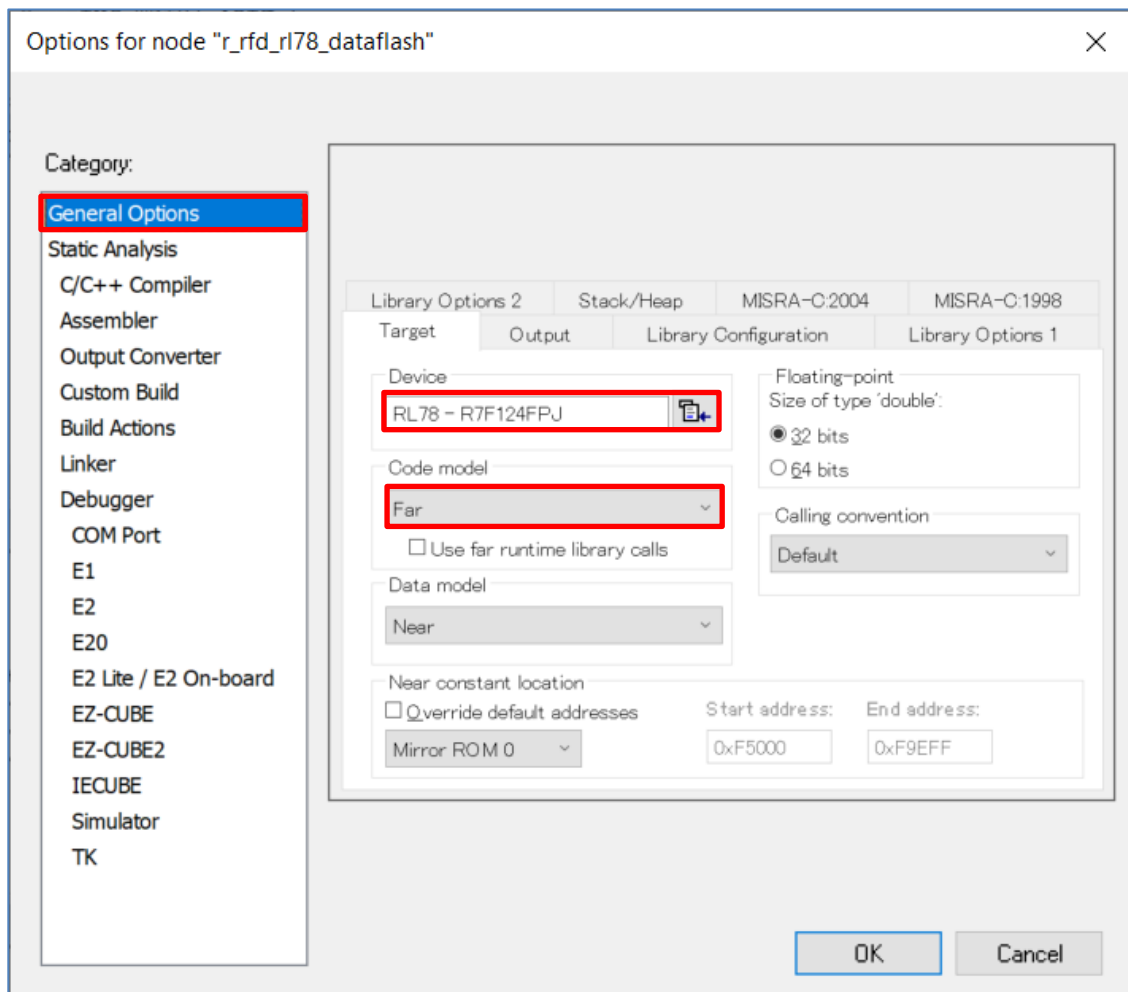 Options for node "r_rfd_rl78_dataflash"
Category:
General Options
Static Analysis
C/C++ Compiler
Assembler
Output Converter
Custom Build
Build Actions
Linker
Debugger
COM Port
E1
E2
E20
E2 Lite / E2 On-board
EZ-CUBE
EZ-CUBE2
IECUBE
Simulator
TK
Library Options 2 Stack/Heap MISRA-C:2004 MISRA-C:1998
Target Output Library Configuration Library Options 1
Device
RL78 - R7F124FPJ
Code model
Far
Use far runtime library calls
Data model
Near
Floating-point
Size of type 'double':
32 bits
64 bits
Calling convention
Default
Near constant location
Override default addresses
Mirror ROM 0
Start address: End address:
0xF5000 0xF9EFF
OK Cancel